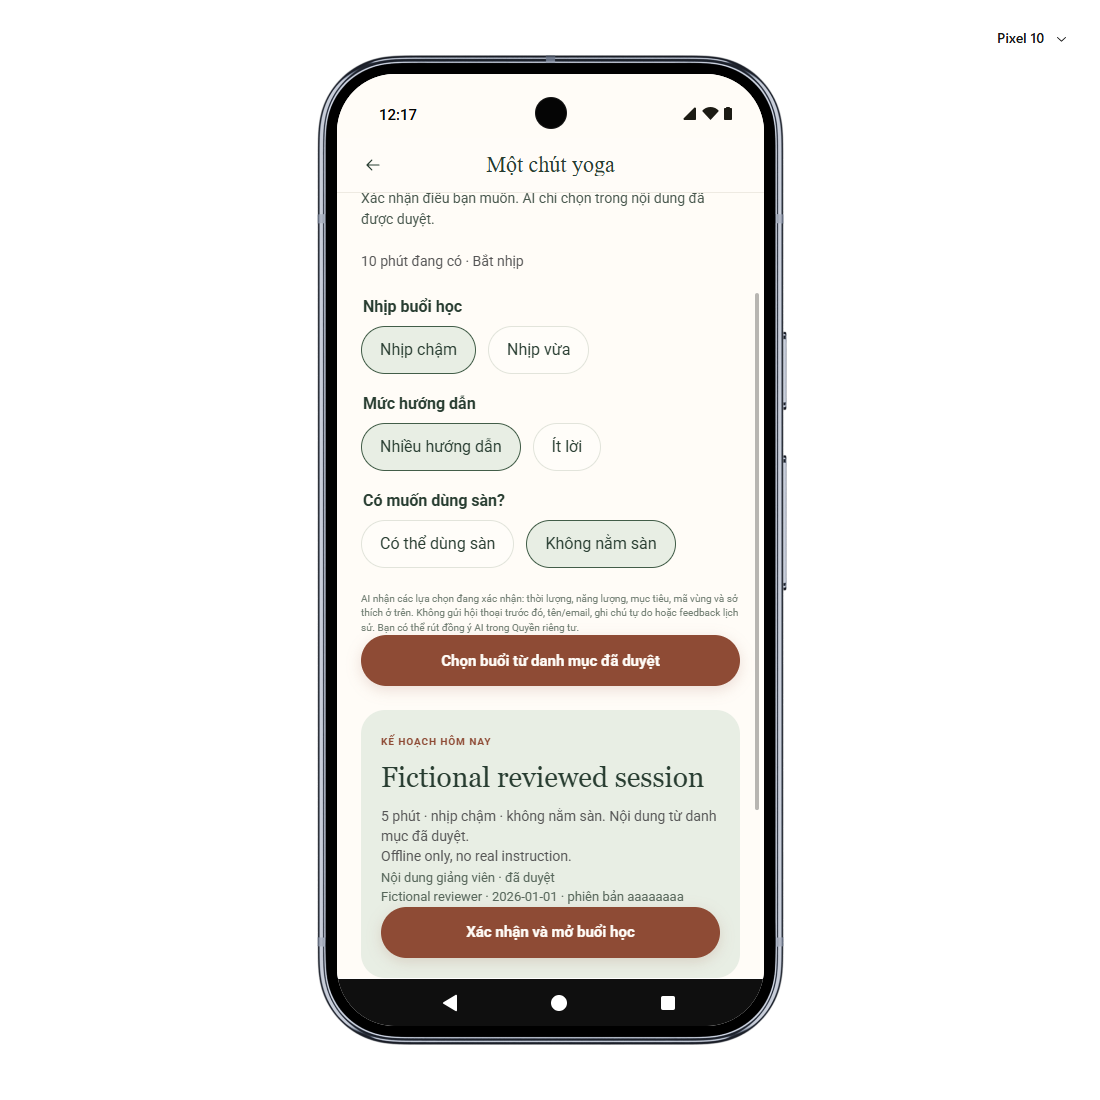 Pixel 10
12:17
Một chút yoga
Xác nhận điều bạn muốn. AI chỉ chọn trong nội dung đã
được duyệt.
10 phút đang có · Bắt nhịp
Nhịp buổi học
Nhịp chậm
Nhịp vừa
Mức hướng dẫn
Nhiều hướng dẫn
Ít lời
Có muốn dùng sàn?
Có thể dùng sàn
Không nằm sàn
AI nhận các lựa chọn đang xác nhận: thời lượng, năng lượng, mục tiêu, mã vùng và sở
thích ở trên. Không gửi hội thoại trước đó, tên/email, ghi chú tự do hoặc feedback lịch
sử. Bạn có thể rút đồng ý AI trong Quyền riêng tư.
Chọn buổi từ danh mục đã duyệt
KẾ HOẠCH HÔM NAY
Fictional reviewed session
5 phút · nhịp chậm · không nằm sàn. Nội dung từ danh
mục đã duyệt.
Offline only, no real instruction.
Nội dung giảng viên · đã duyệt
Fictional reviewer · 2026-01-01 · phiên bản aaaaaaaa
Xác nhận và mở buổi học